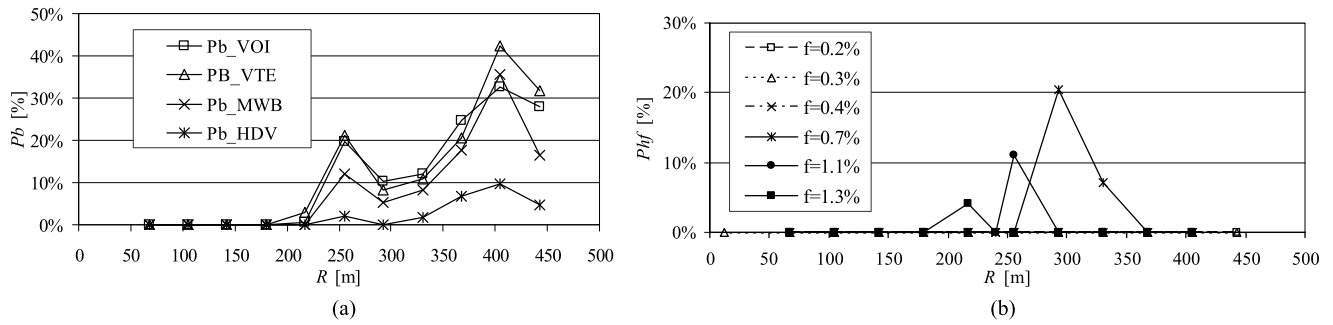 50%
40%
30%
20%
10%
0%
Pb [%]
Pb_VOI
PB_VTE
Pb_MWB
Pb_HDV
0 50 100 150 200 250 300 350 400 450 500
R [m]
(a)
30%
20%
10%
0%
Phf [%]
f=0.2%
f=0.3%
f=0.4%
f=0.7%
f=1.1%
f=1.3%
0 50 100 150 200 250 300 350 400 450 500
R [m]
(b)